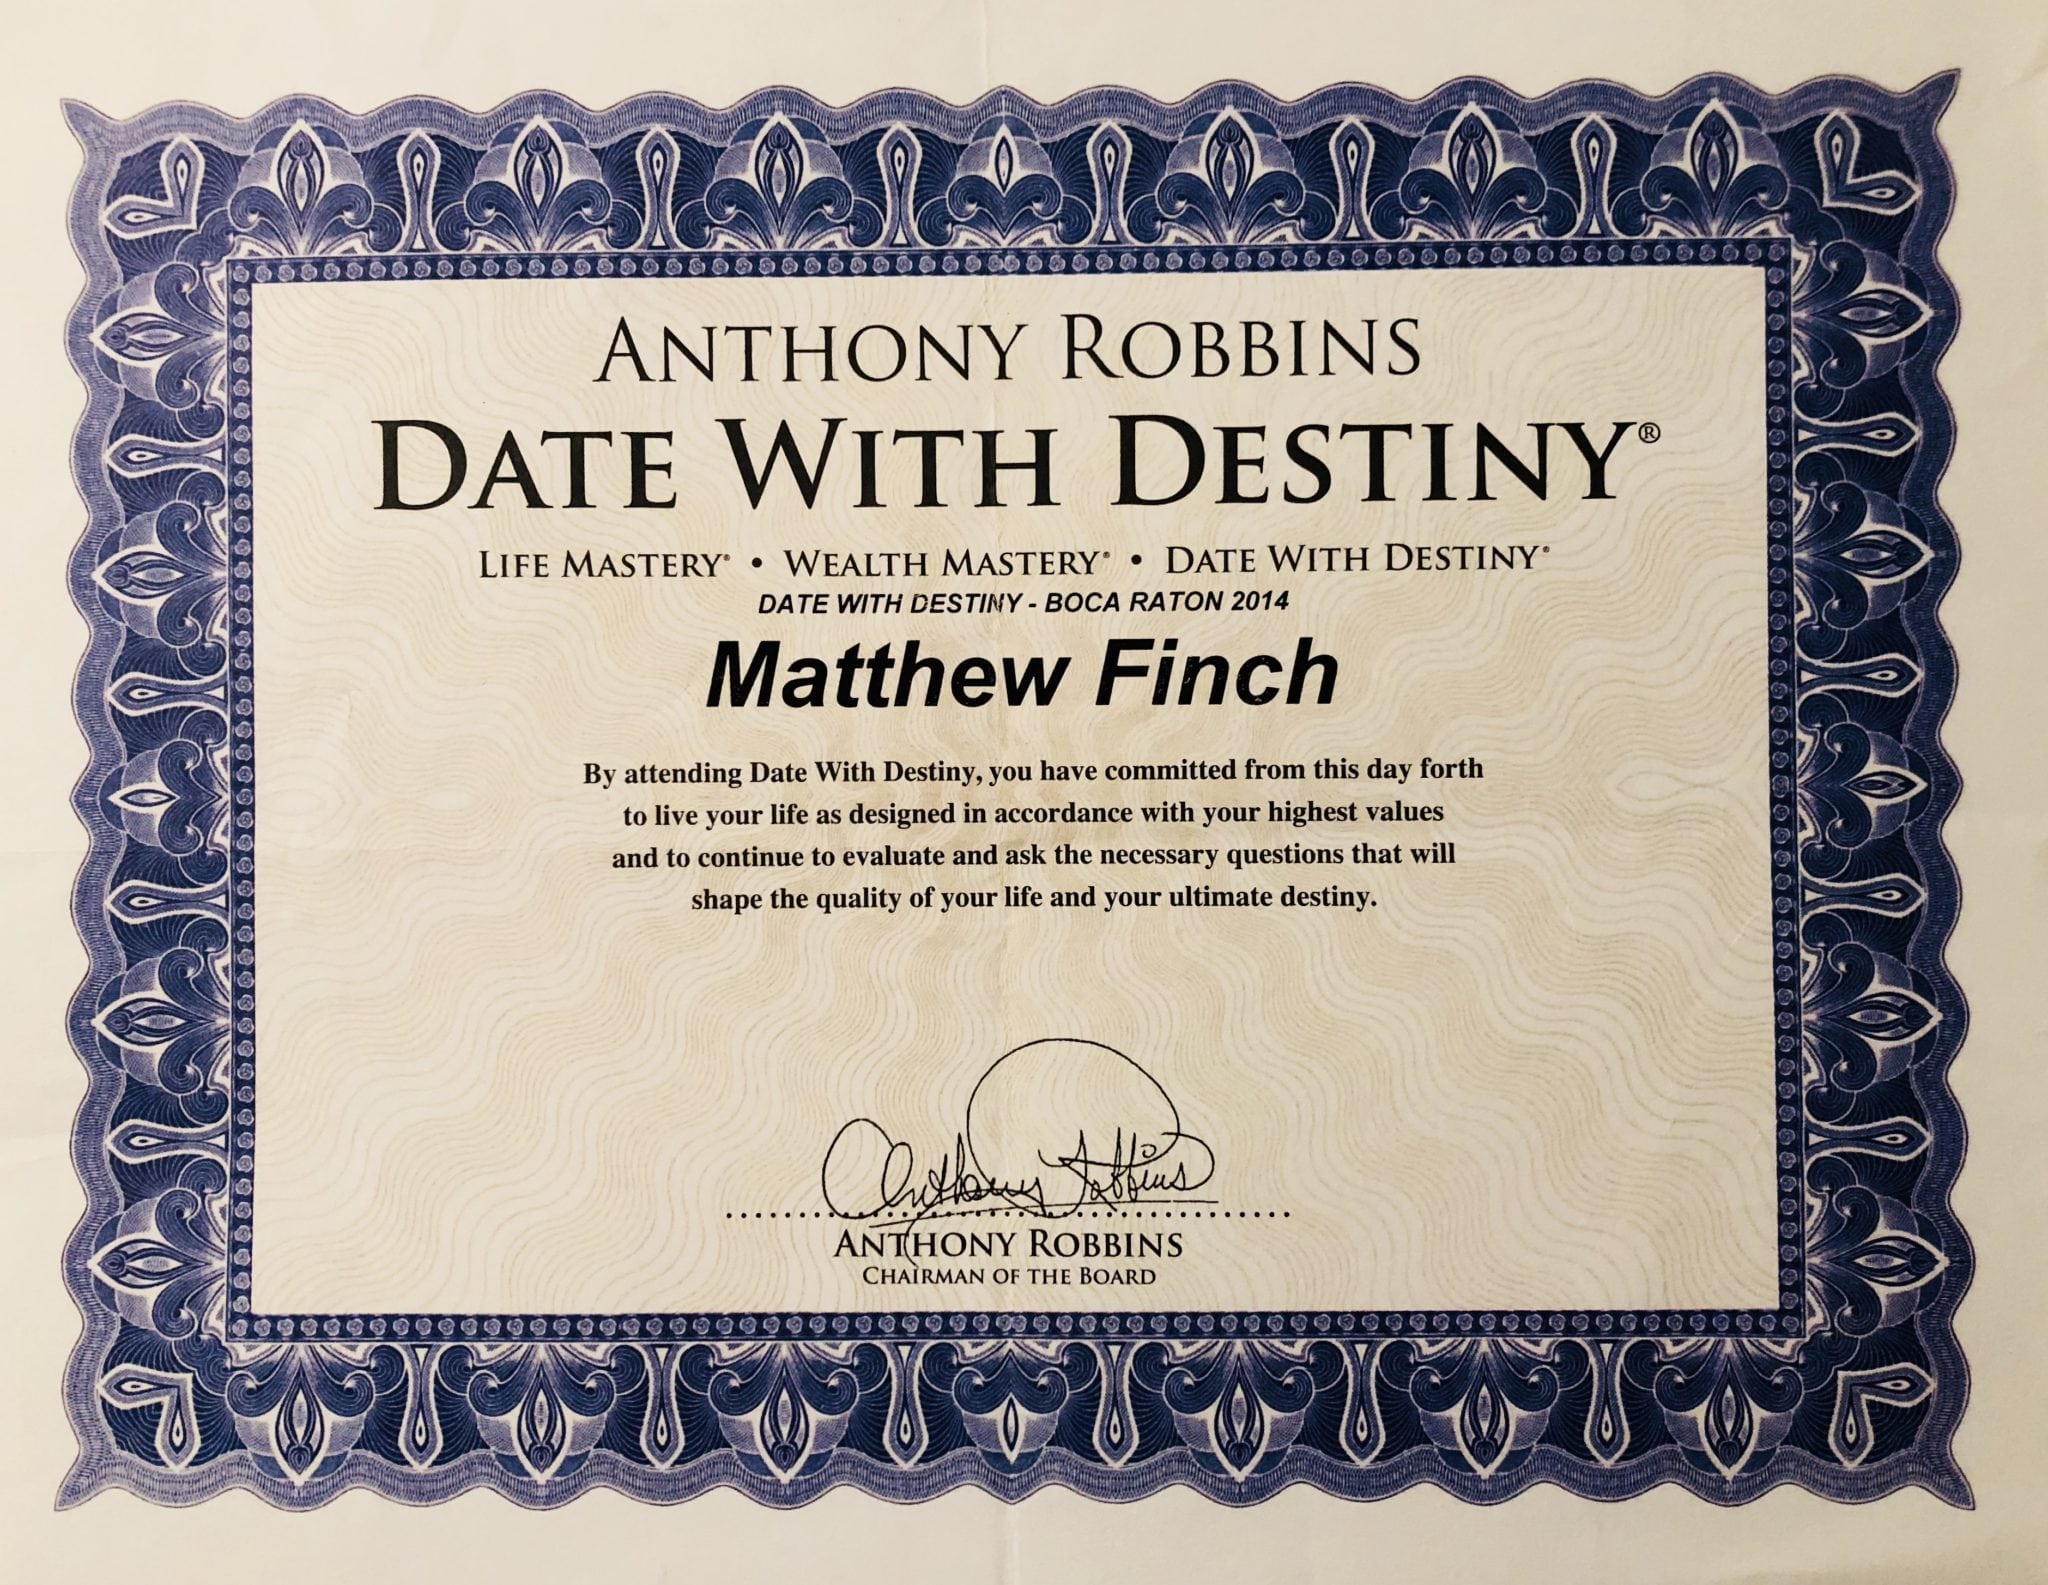 ANTHONY ROBBINS
DATE WITH DESTINY®
LIFE MASTERY® • WEALTH MASTERY® • DATE WITH DESTINY®
DATE WITH DESTINY - BOCA RATON 2014
Matthew Finch
By attending Date With Destiny, you have committed from this day forth
to live your life as designed in accordance with your highest values
and to continue to evaluate and ask the necessary questions that will
shape the quality of your life and your ultimate destiny.
Anthony Robbins
ANTHONY ROBBINS
CHAIRMAN OF THE BOARD